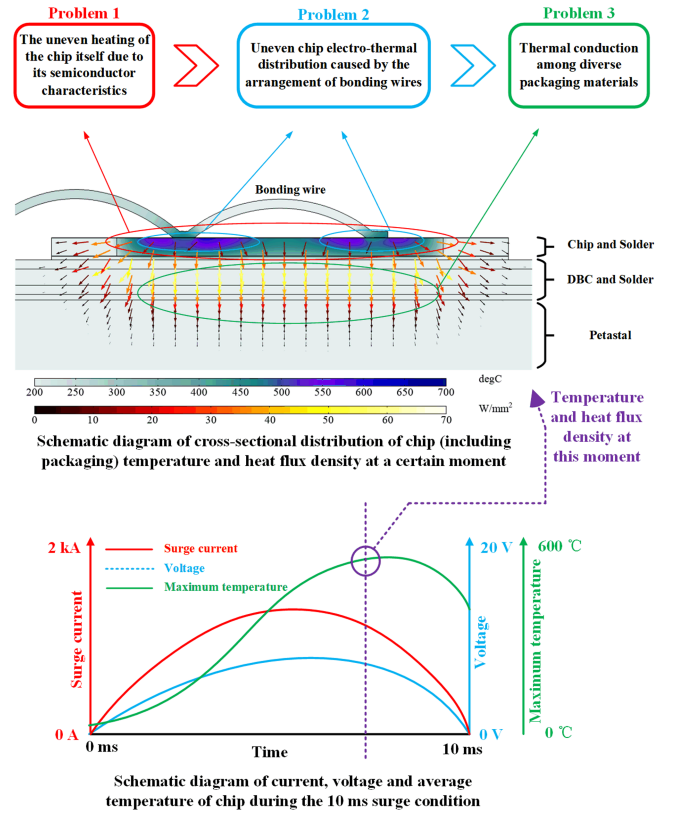 Problem 1
Problem 2
Problem 3
The uneven heating of
the chip itself due to
its semiconductor
characteristics
Uneven chip electro-thermal
distribution caused by the
arrangement of bonding wires
Thermal conduction
among diverse
packaging materials
Bonding wire
Chip and Solder
DBC and Solder
Petastal
degC
200 250 300 350 400 450 500 550 600 650 700
W/mm²
0 10 20 30 40 50 60 70
Schematic diagram of cross-sectional distribution of chip (including
packaging) temperature and heat flux density at a certain moment
Temperature
and heat flux
density at
this moment
2 kA
Surge current
Voltage
Maximum temperature
20 V
600 ℃
Surge current
Voltage
Maximum temperature
0 A
0 V
0 ℃
0 ms
Time
10 ms
Schematic diagram of current, voltage and average
temperature of chip during the 10 ms surge condition